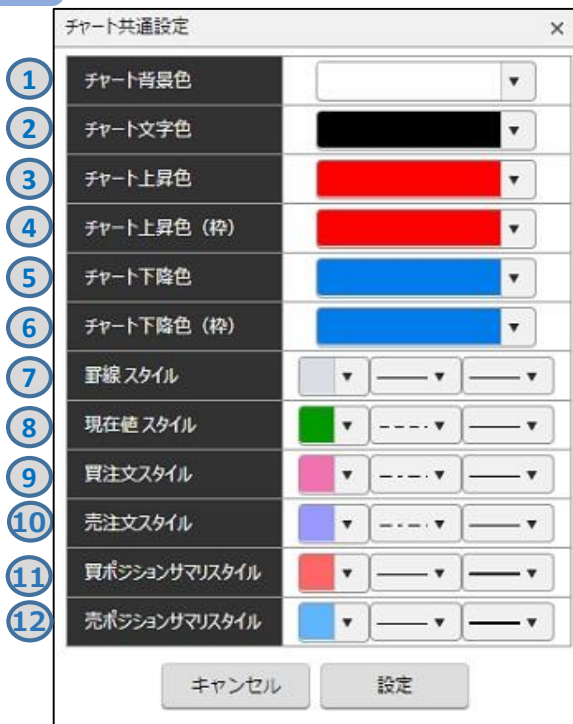 チャート共通設定 ×
1 チャート背景色
2 チャート文字色
3 チャート上昇色
4 チャート上昇色（枠）
5 チャート下降色
6 チャート下降色（枠）
7 罫線 スタイル
8 現在値 スタイル
9 買注文スタイル
10 売注文スタイル
11 買ポジションサマリスタイル
12 売ポジションサマリスタイル
キャンセル 設定